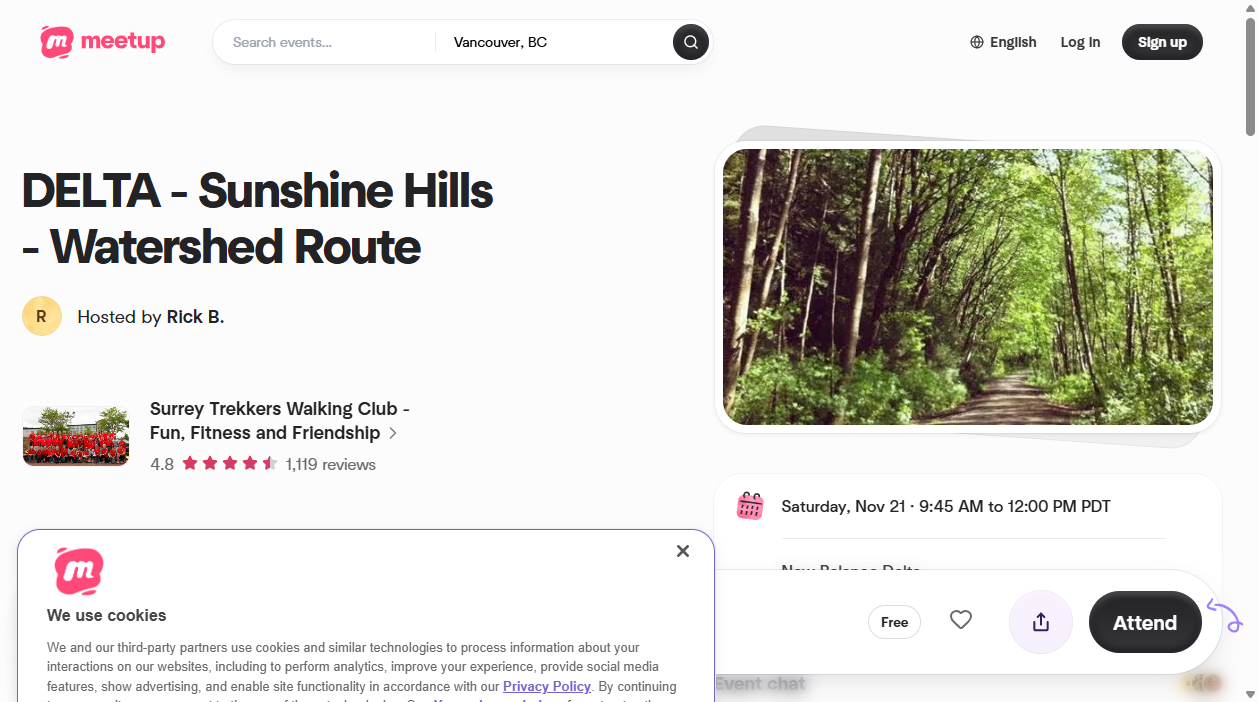 meetup
Search events...
Vancouver, BC
English
Log in
Sign up
DELTA - Sunshine Hills
- Watershed Route
R
Hosted by Rick B.
Surrey Trekkers Walking Club -
Fun, Fitness and Friendship
4.8
1,119 reviews
Saturday, Nov 21 · 9:45 AM to 12:00 PM PDT
New Balance Delta
Free
Attend
Event chat
m
We use cookies
We and our third-party partners use cookies and similar technologies to process information about your
interactions on our websites, including to perform analytics, improve your experience, provide social media
features, show advertising, and enable site functionality in accordance with our Privacy Policy. By continuing